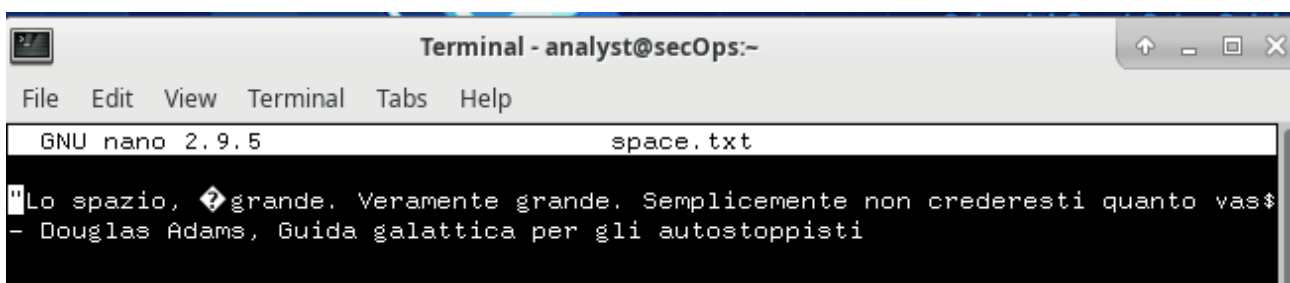 Terminal - analyst@secOps:~
File Edit View Terminal Tabs Help
GNU nano 2.9.5 space.txt
"Lo spazio, �grande. Veramente grande. Semplicemente non crederesti quanto vas$
- Douglas Adams, Guida galattica per gli autostoppisti